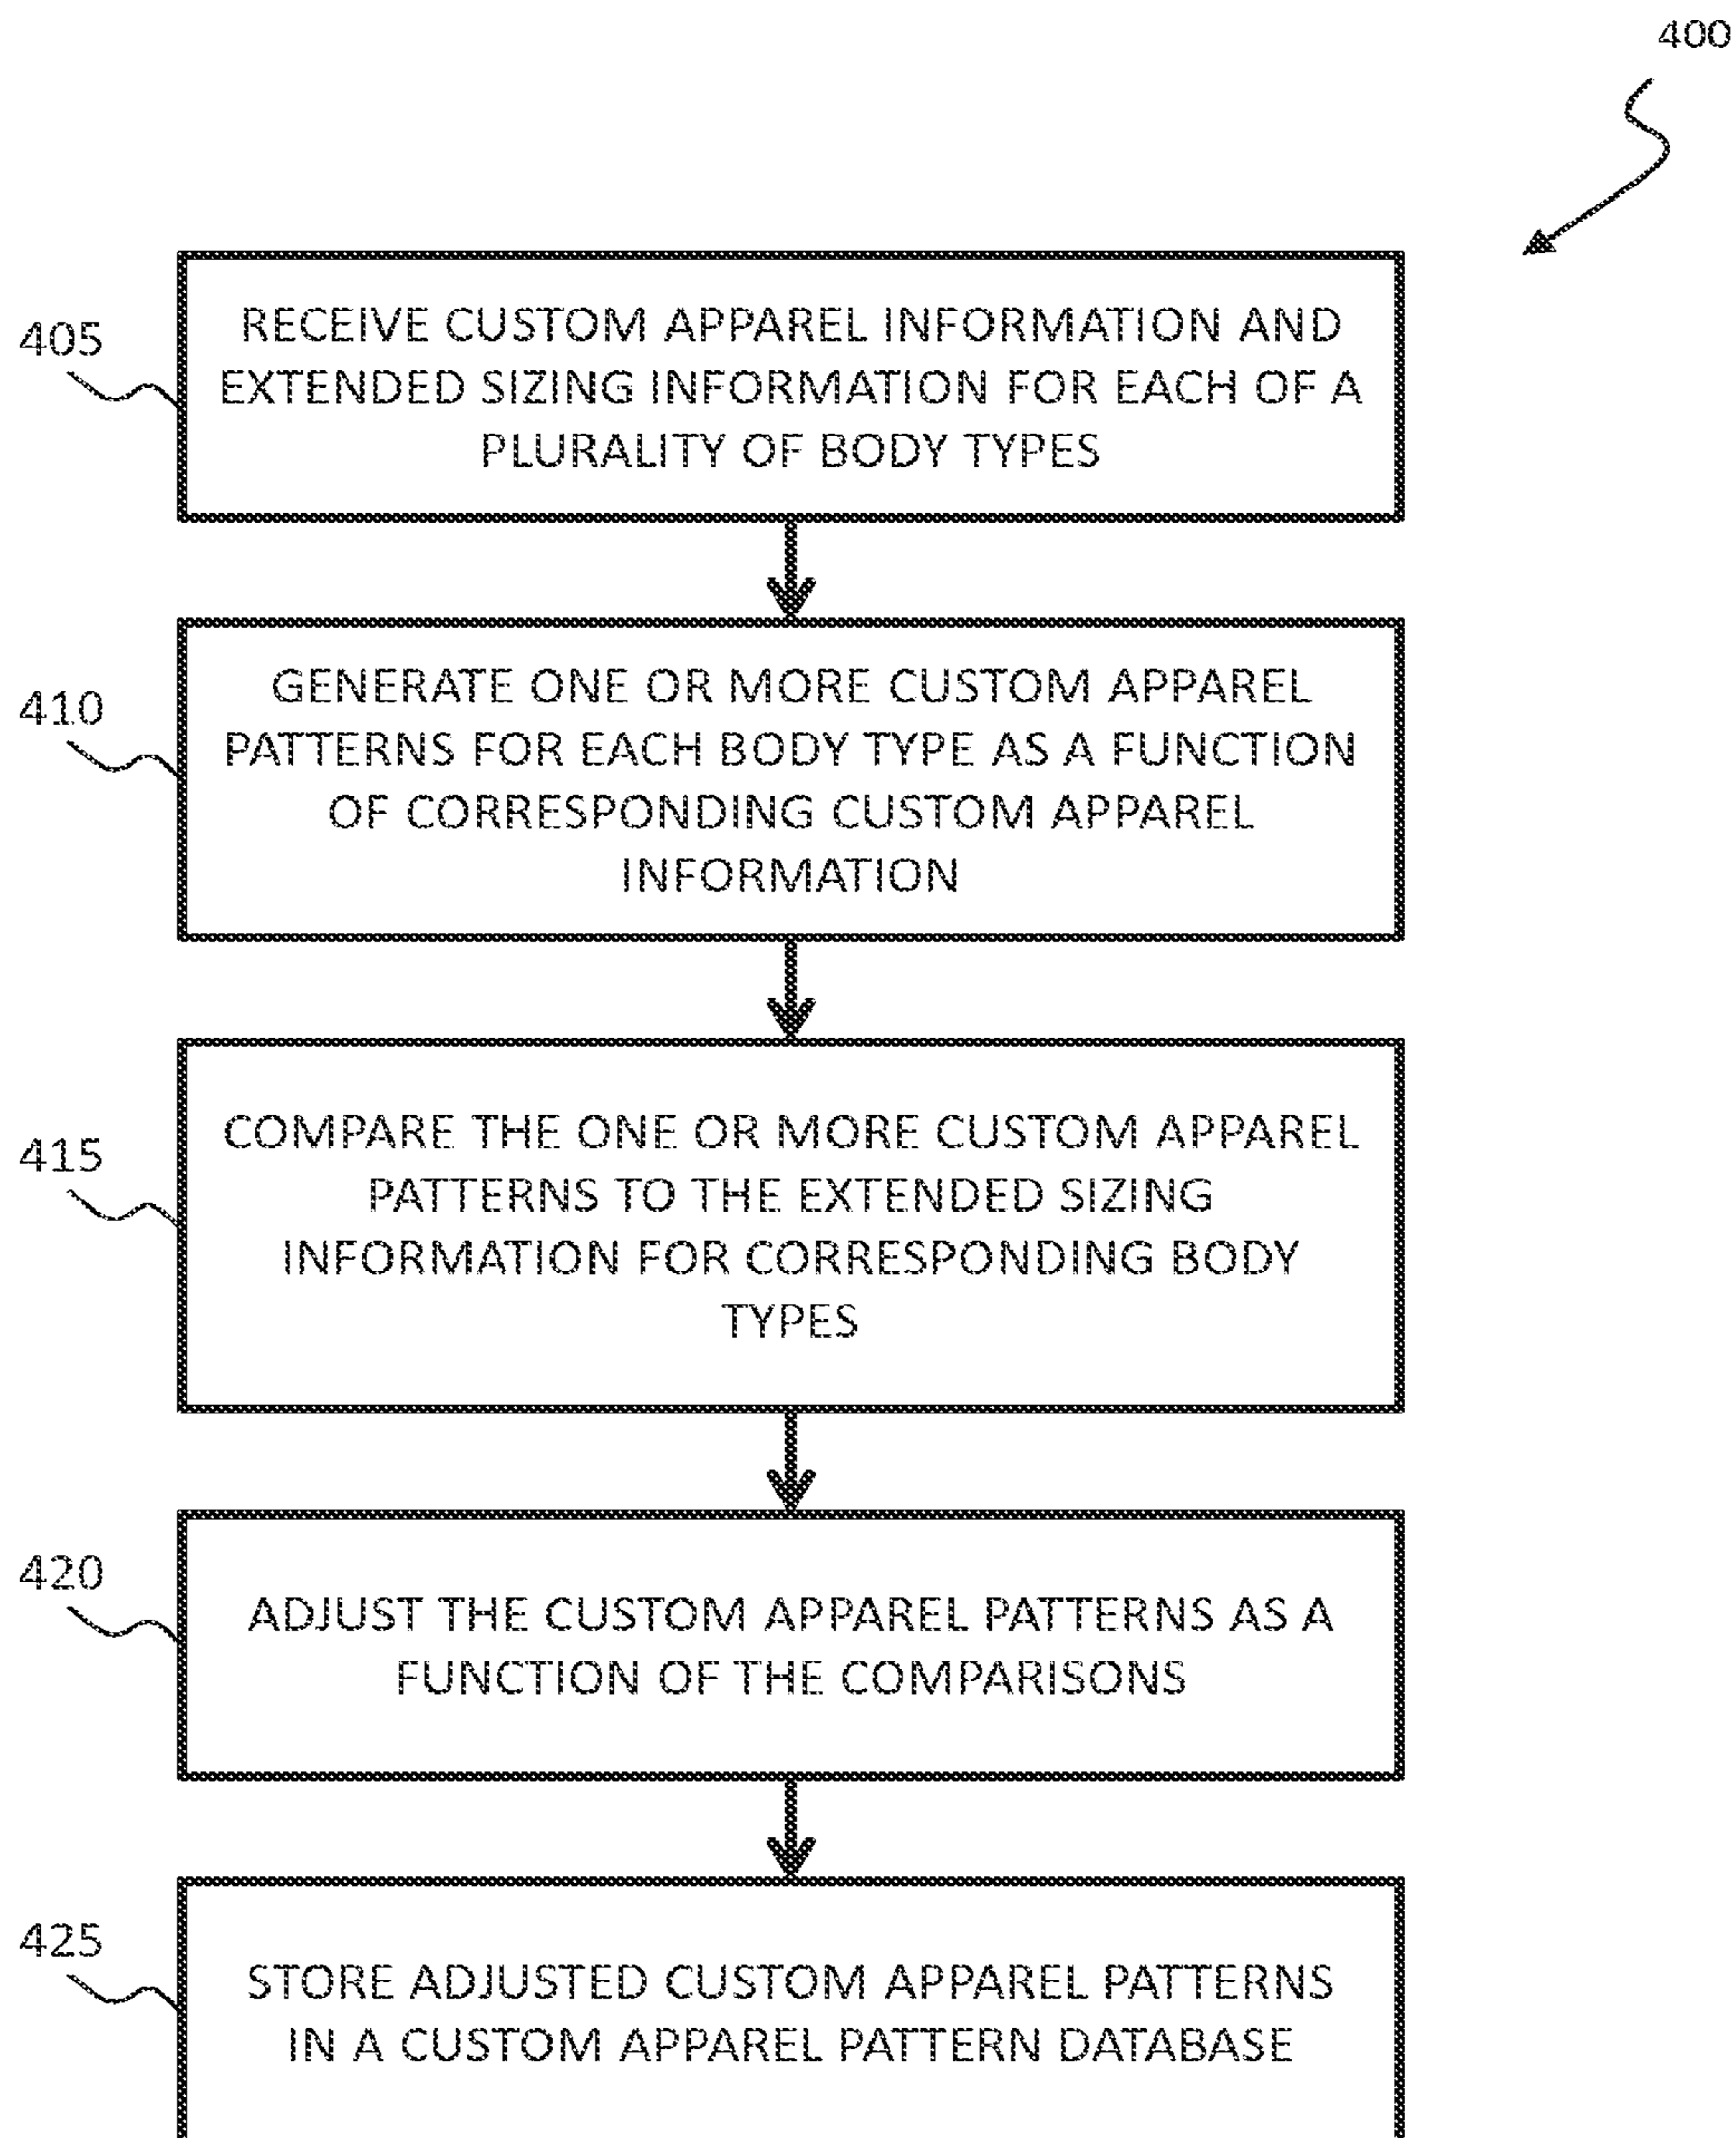 400
405
RECEIVE CUSTOM APPAREL INFORMATION AND
EXTENDED SIZING INFORMATION FOR EACH OF A
PLURALITY OF BODY TYPES
410
GENERATE ONE OR MORE CUSTOM APPAREL
PATTERNS FOR EACH BODY TYPE AS A FUNCTION
OF CORRESPONDING CUSTOM APPAREL
INFORMATION
415
COMPARE THE ONE OR MORE CUSTOM APPAREL
PATTERNS TO THE EXTENDED SIZING
INFORMATION FOR CORRESPONDING BODY
TYPES
420
ADJUST THE CUSTOM APPAREL PATTERNS AS A
FUNCTION OF THE COMPARISONS
425
STORE ADJUSTED CUSTOM APPAREL PATTERNS
IN A CUSTOM APPAREL PATTERN DATABASE